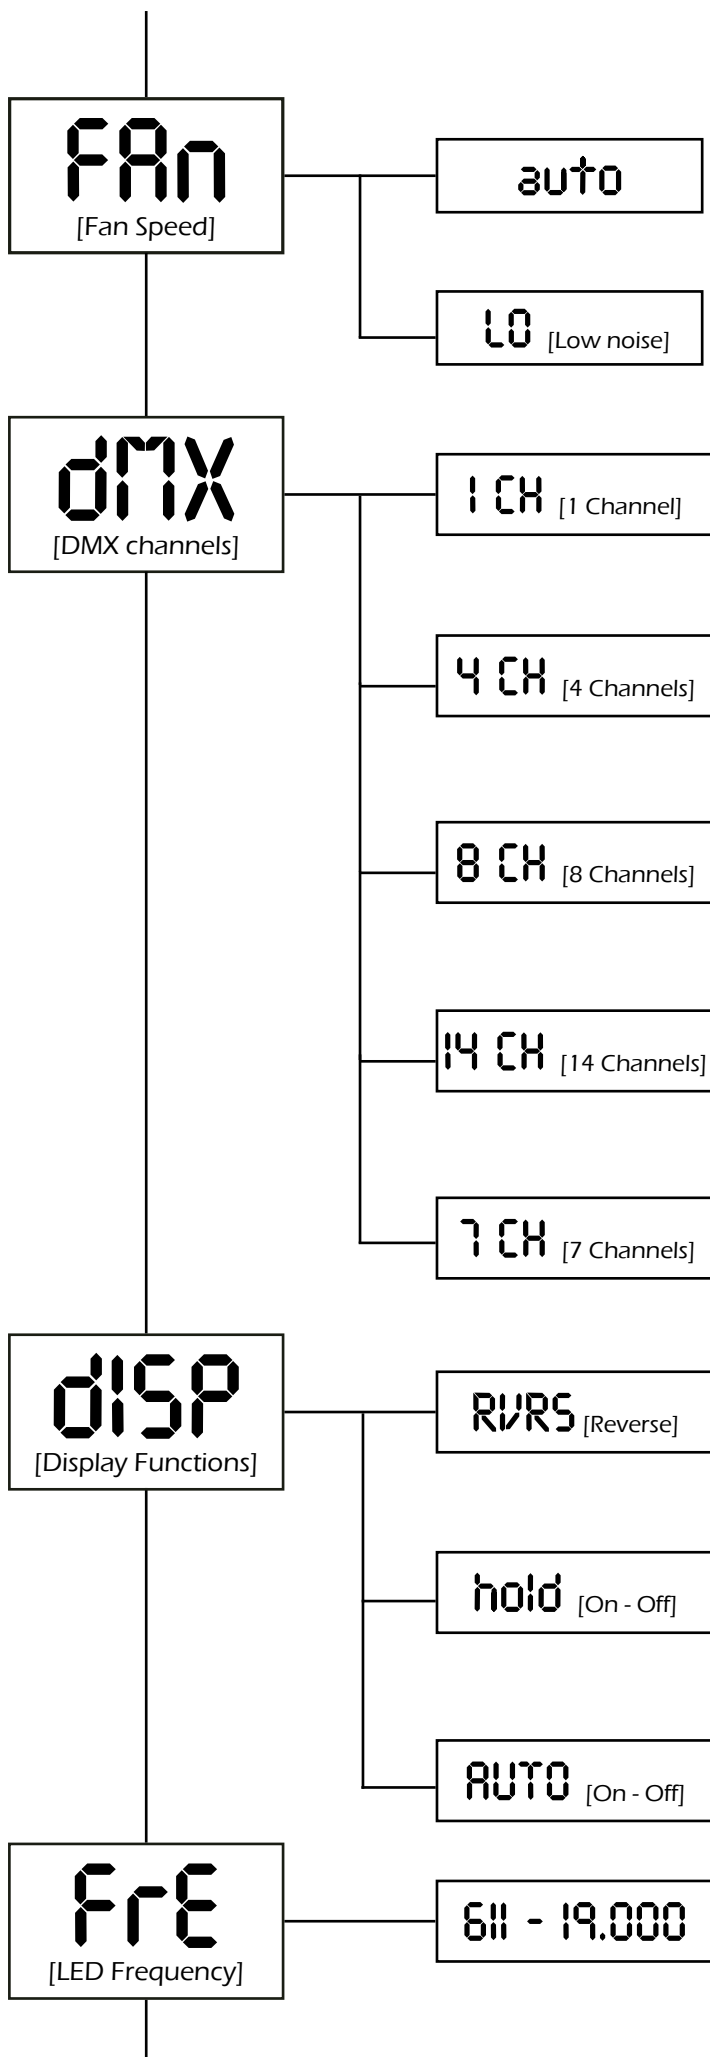 FAn
[Fan Speed]
auto
LO [Low noise]
dMX
[DMX channels]
1 CH [1 Channel]
4 CH [4 Channels]
8 CH [8 Channels]
14 CH [14 Channels]
7 CH [7 Channels]
dISP
[Display Functions]
RVRS [Reverse]
hold [On - Off]
AUTO [On - Off]
FrE
[LED Frequency]
611 - 19.000